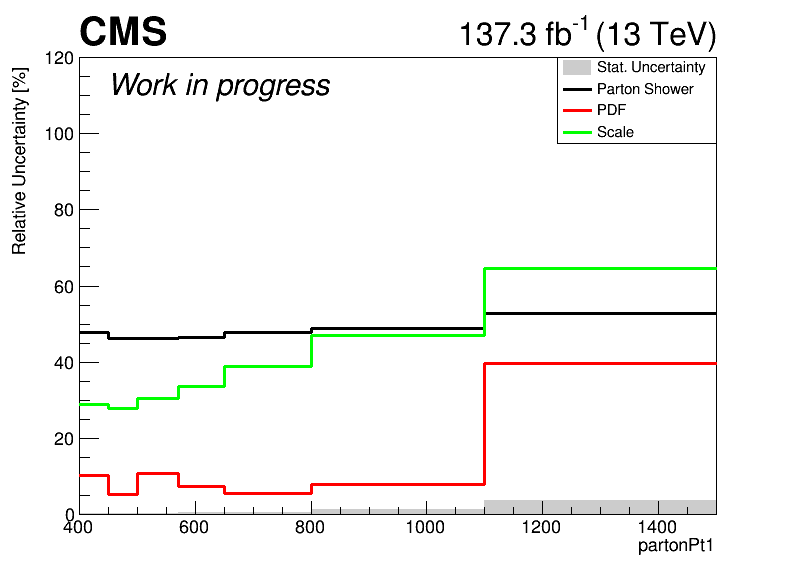 CMS
137.3 fb-1 (13 TeV)
Work in progress
Stat. Uncertainty
Parton Shower
PDF
Scale
Relative Uncertainty [%]
120
100
80
60
40
20
0
400 600 800 1000 1200 1400
partonPt1